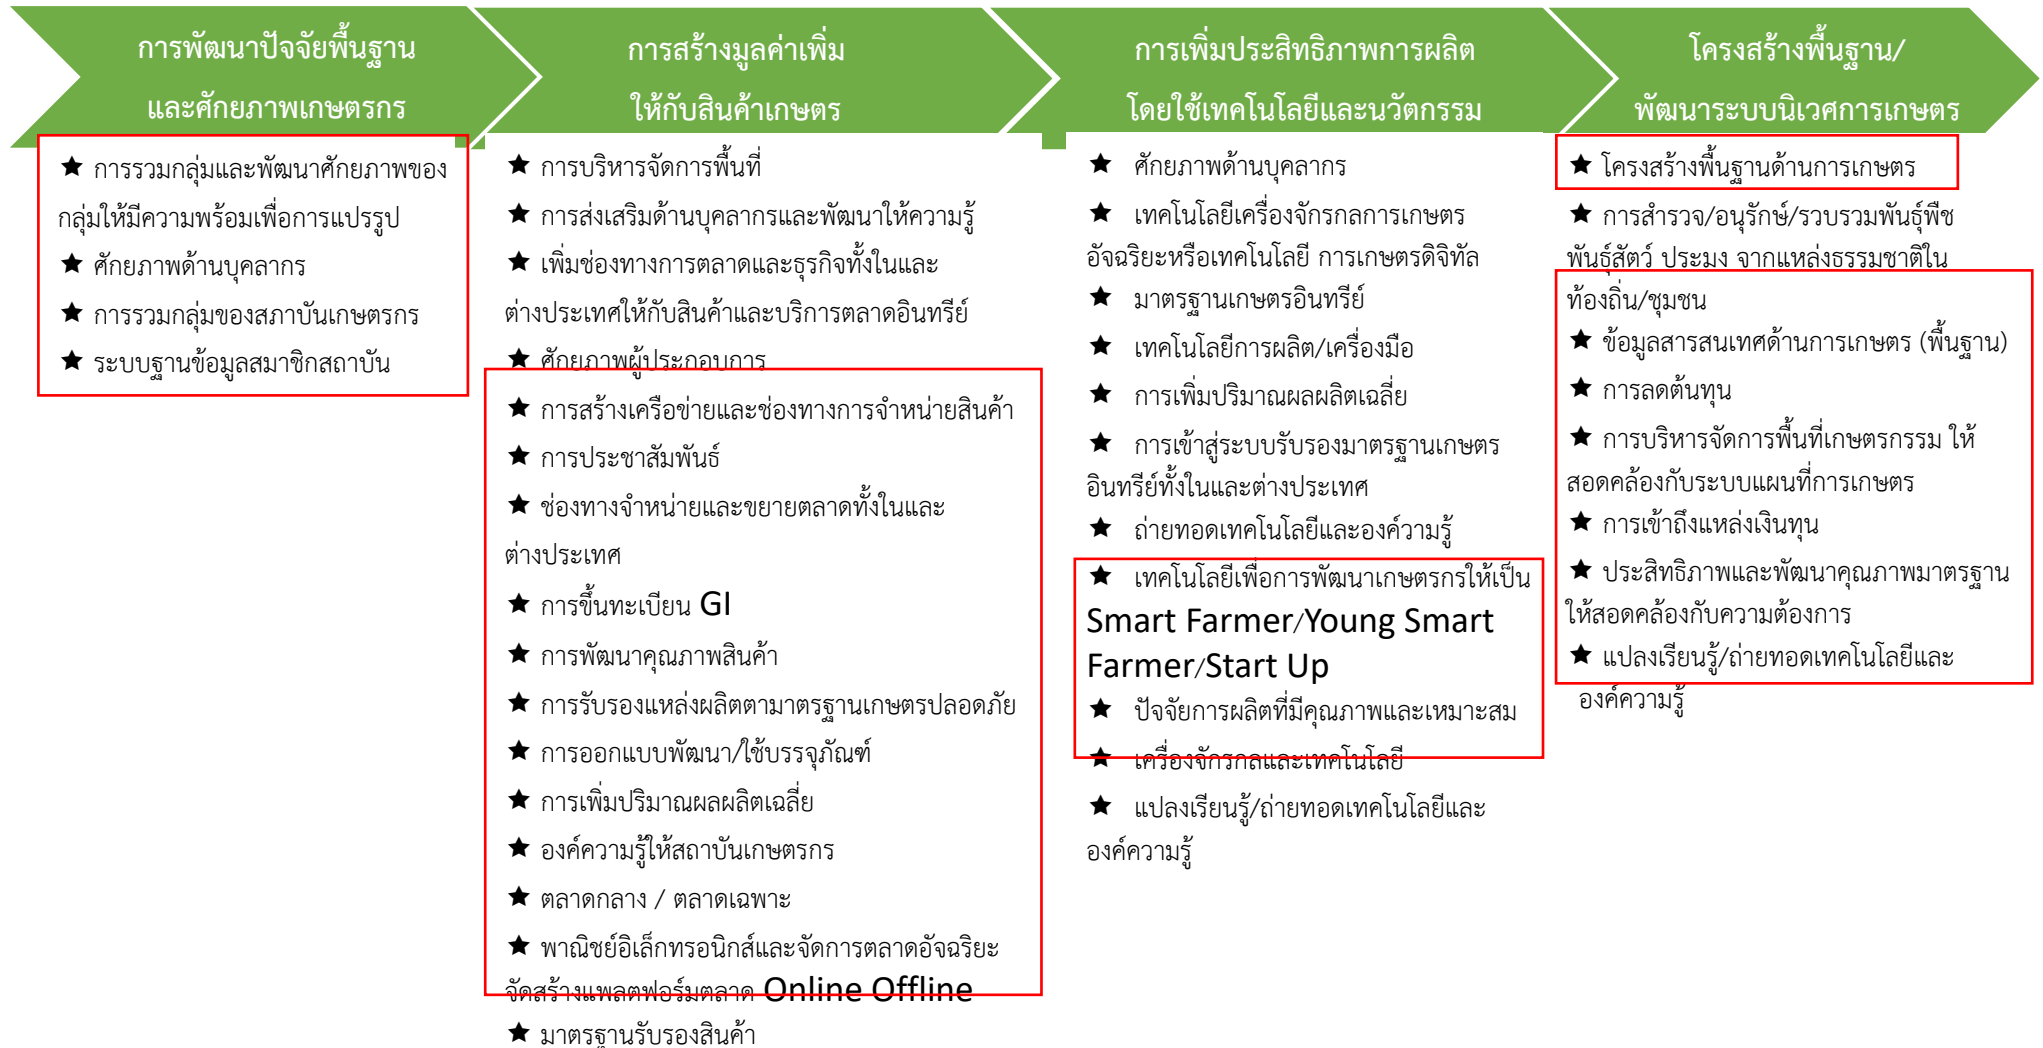 การพัฒนาปัจจัยพื้นฐาน
และศักยภาพเกษตรกร
การสร้างมูลค่าเพิ่ม
ให้กับสินค้าเกษตร
การเพิ่มประสิทธิภาพการผลิต
โดยใช้เทคโนโลยีและนวัตกรรม
โครงสร้างพื้นฐาน/
พัฒนาระบบนิเวศการเกษตร
★ การรวมกลุ่มและพัฒนาศักยภาพของ
กลุ่มให้มีความพร้อมเพื่อการแปรรูป
★ ศักยภาพด้านบุคลากร
★ การรวมกลุ่มของสภาบันเกษตรกร
★ ระบบฐานข้อมูลสมาชิกสถาบัน
★ การบริหารจัดการพื้นที่
★ การส่งเสริมด้านบุคลากรและพัฒนาให้ความรู้
★ เพิ่มช่องทางการตลาดและธุรกิจทั้งในและ
ต่างประเทศให้กับสินค้าและบริการตลาดอินทรีย์
★ ศักยภาพผู้ประกอบการ
★ การสร้างเครือข่ายและช่องทางการจำหน่ายสินค้า
★ การประชาสัมพันธ์
★ ช่องทางจำหน่ายและขยายตลาดทั้งในและ
ต่างประเทศ
★ การขึ้นทะเบียน GI
★ การพัฒนาคุณภาพสินค้า
★ การรับรองแหล่งผลิตตามาตรฐานเกษตรปลอดภัย
★ การออกแบบพัฒนา/ใช้บรรจุภัณฑ์
★ การเพิ่มปริมาณผลผลิตเฉลี่ย
★ องค์ความรู้ให้สถาบันเกษตรกร
★ ตลาดกลาง / ตลาดเฉพาะ
★ พาณิชย์อิเล็กทรอนิกส์และจัดการตลาดอัจฉริยะ
จัดสร้างแพลตฟอร์มตลาด Online Offline
★ มาตรฐานรับรองสินค้า
★ ศักยภาพด้านบุคลากร
★ เทคโนโลยีเครื่องจักรกลการเกษตร
อัจฉริยะหรือเทคโนโลยี การเกษตรดิจิทัล
★ มาตรฐานเกษตรอินทรีย์
★ เทคโนโลยีการผลิต/เครื่องมือ
★ การเพิ่มปริมาณผลผลิตเฉลี่ย
★ การเข้าสู่ระบบรับรองมาตรฐานเกษตร
อินทรีย์ทั้งในและต่างประเทศ
★ ถ่ายทอดเทคโนโลยีและองค์วามรู้
★ เทคโนโลยีเพื่อการพัฒนาเกษตรกรให้เป็น
Smart Farmer/Young Smart
Farmer/Start Up
★ ปัจจัยการผลิตที่มีคุณภาพและเหมาะสม
★ เครื่องจักรกลและเทคโนโลยี
★ แปลงเรียนรู้/ถ่ายทอดเทคโนโลยีและ
องค์ความรู้
★ โครงสร้างพื้นฐานด้านการเกษตร
★ การสำรวจ/อนุรักษ์/รวบรวมพันธุ์พืช
พันธุ์สัตว์ ประมง จากแหล่งธรรมชาติใน
ท้องถิ่น/ชุมชน
★ ข้อมูลสารสนเทศด้านการเกษตร (พื้นฐาน)
★ การลดต้นทุน
★ การบริหารจัดการพื้นที่เกษตรกรรม ให้
สอดคล้องกับระบบแผนที่การเกษตร
★ การเข้าถึงแหล่งเงินทุน
★ ประสิทธิภาพและพัฒนาคุณภาพมาตรฐาน
ให้สอดคล้องกับความต้องการ
★ แปลงเรียนรู้/ถ่ายทอดเทคโนโลยีและ
องค์ความรู้